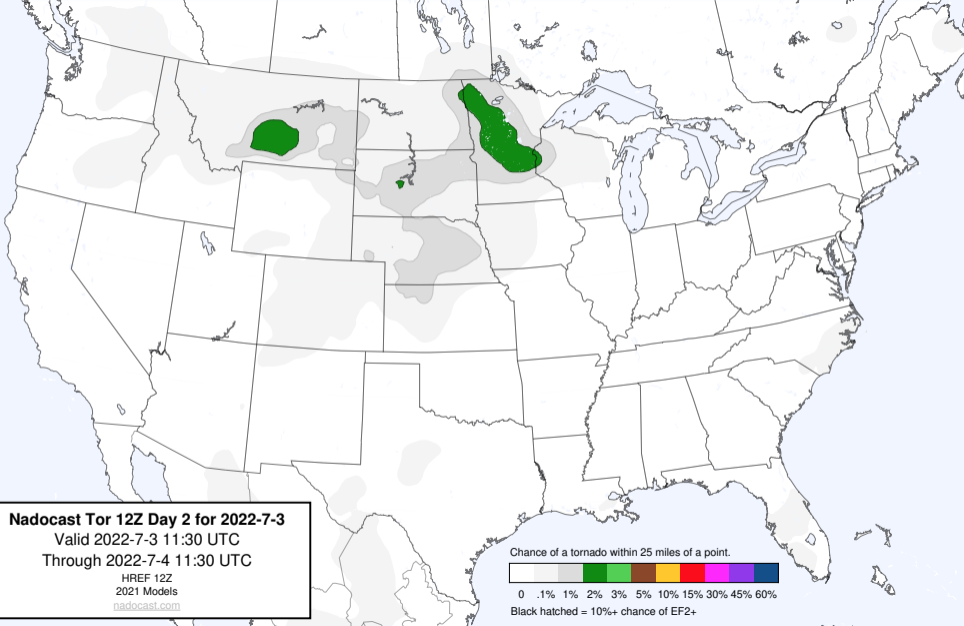 Nadocast Tor 12Z Day 2 for 2022-7-3
Valid 2022-7-3 11:30 UTC
Through 2022-7-4 11:30 UTC
HREF 12Z
2021 Models
nadocast.com
Chance of a tornado within 25 miles of a point.
0 .1% 1% 2% 3% 5% 10% 15% 30% 45% 60%
Black hatched = 10%+ chance of EF2+